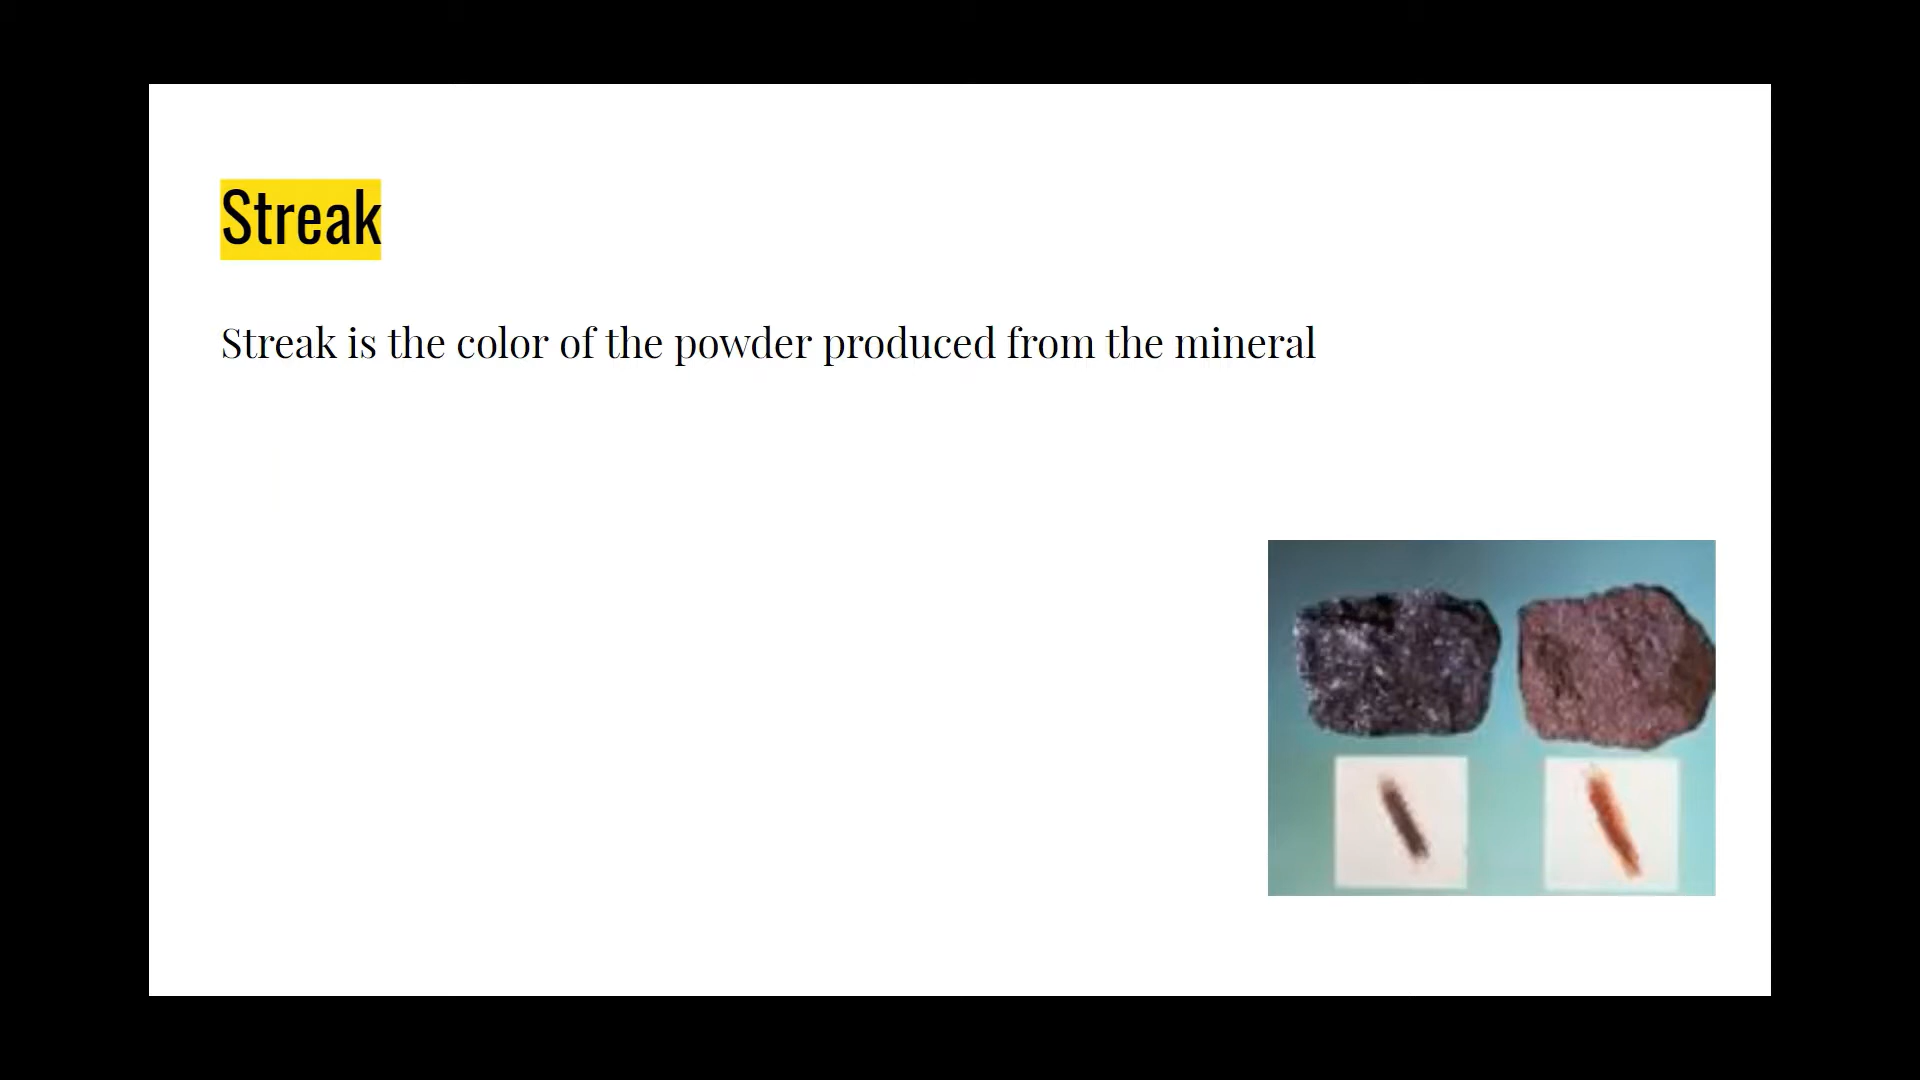 Streak
Streak is the color of the powder produced from the mineral